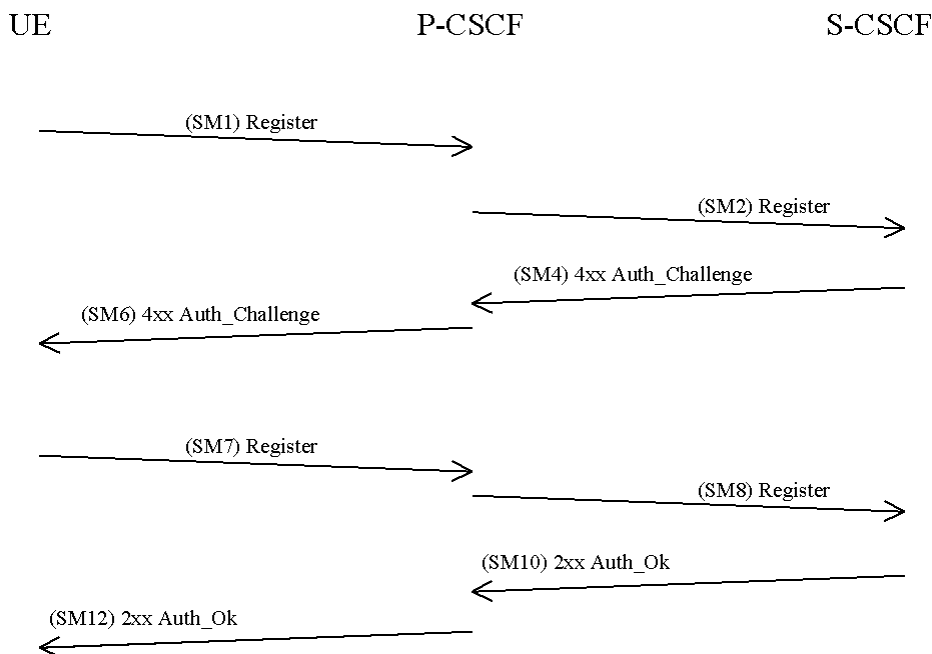 UE P-CSCF S-CSCF
(SM1) Register
(SM2) Register
(SM4) 4xx Auth_Challenge
(SM6) 4xx Auth_Challenge
(SM7) Register
(SM8) Register
(SM10) 2xx Auth_Ok
(SM12) 2xx Auth_Ok